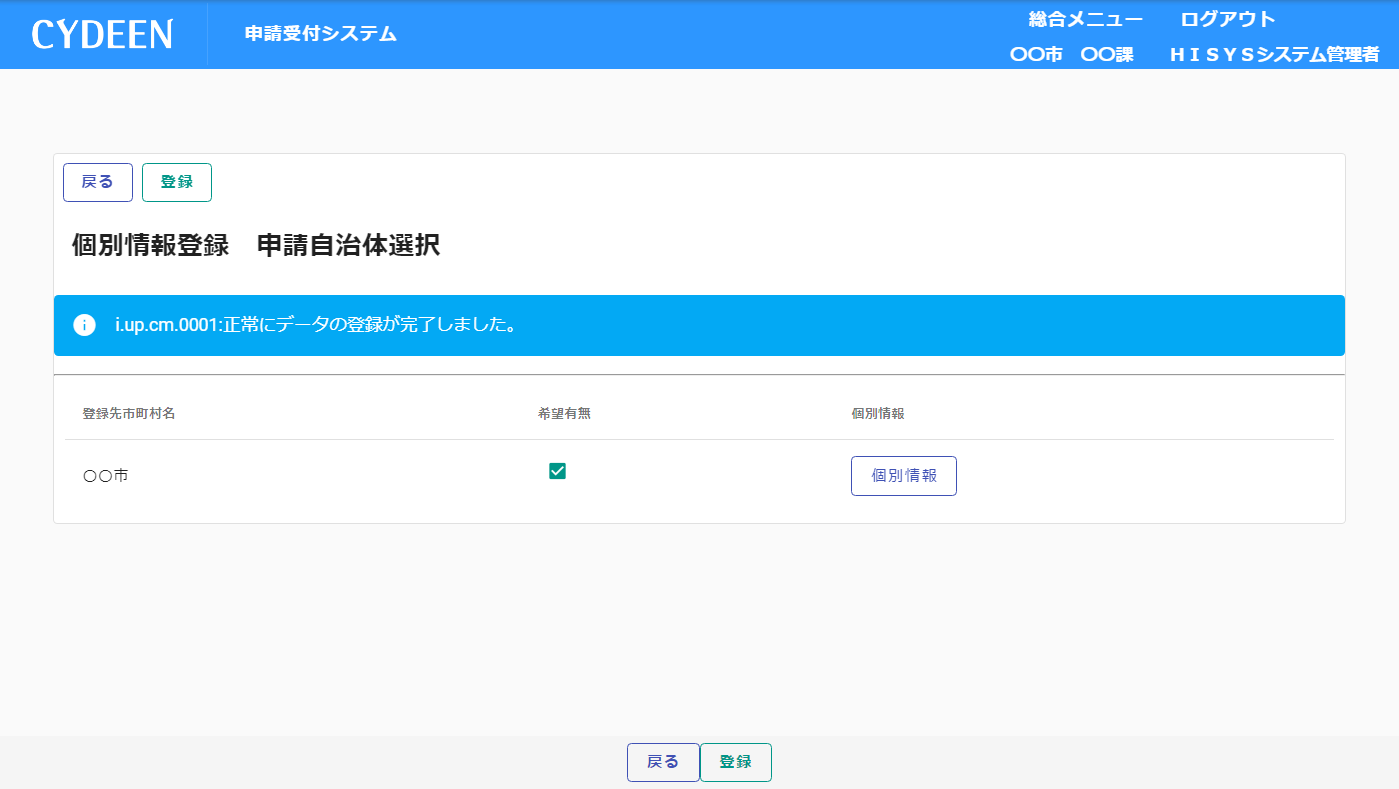 CYDEEN
申請受付システム
総合メニュー ログアウト
〇〇市 〇〇課 ＨＩＳＹＳシステム管理者
戻る 登録
個別情報登録　申請自治体選択
i.up.cm.0001:正常にデータの登録が完了しました。
登録先市町村名 希望有無 個別情報
〇〇市 個別情報
戻る 登録